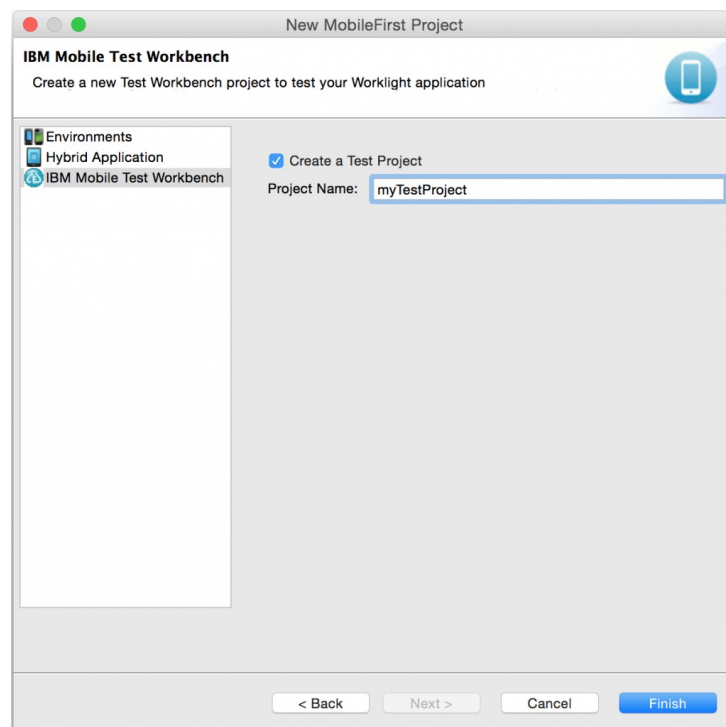 New MobileFirst Project
IBM Mobile Test Workbench
Create a new Test Workbench project to test your Worklight application
Environments
Hybrid Application
IBM Mobile Test Workbench
Create a Test Project
Project Name: myTestProject
< Back Next > Cancel Finish